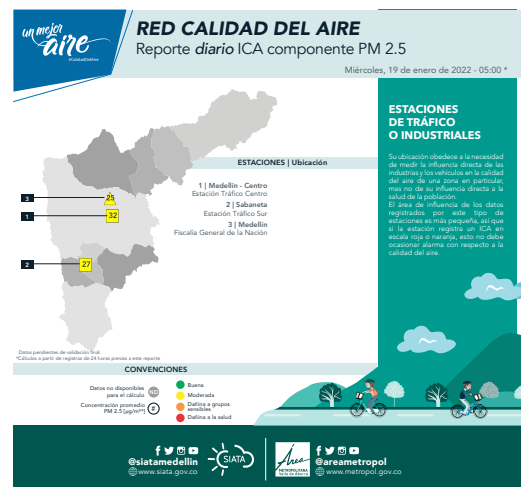 un mejor
aire
#CalidadDelAire
RED CALIDAD DEL AIRE
Reporte diario ICA componente PM 2.5
Miércoles, 19 de enero de 2022 - 05:00 *
3
25
1
32
2
27
ESTACIONES | Ubicación
1 | Medellín - Centro
Estación Tráfico Centro
2 | Sabaneta
Estación Tráfico Sur
3 | Medellín
Fiscalía General de la Nación
ESTACIONES
DE TRÁFICO
O INDUSTRIALES
Su ubicación obedece a la necesidad
de medir la influencia directa de las
industrias y los vehículos en la calidad
del aire de una zona en particular,
mas no de su influencia directa a la
salud de la población.
El área de influencia de los datos
registrados por este tipo de
estaciones es más pequeña, así que
si la estación registra un ICA en
escala roja o naranja, esto no debe
ocasionar alarma con respecto a la
calidad del aire.
Datos pendientes de validación final.
*Cálculos a partir de registros de 24 horas previas a este reporte
CONVENCIONES
Datos no disponibles
para el cálculo
Concentración promedio
PM 2.5 [µg/m³]
#
Buena
Moderada
Dañina a grupos
sensibles
Dañina a la salud
@siatamedellin
www.siata.gov.co
SIATA
Área
METROPOLITANA
Valle de Aburrá
@areametropol
www.metropol.gov.co